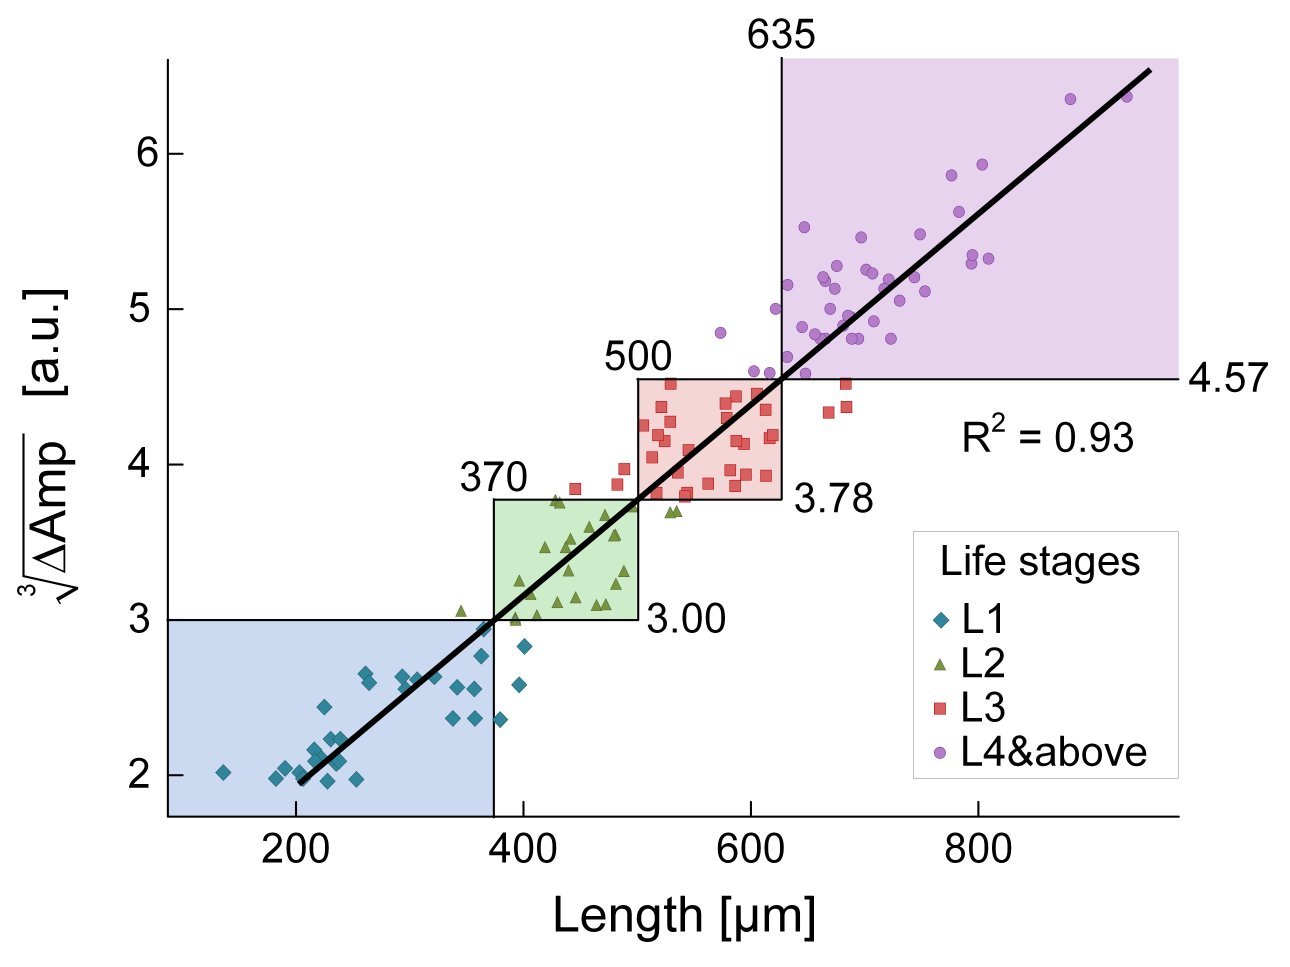 635
6
5
4
3
2
4.57
500
R² = 0.93
370
3.78
3.00
∛ΔAmp [a.u.]
Life stages
L1
L2
L3
L4&above
200 400 600 800
Length [µm]